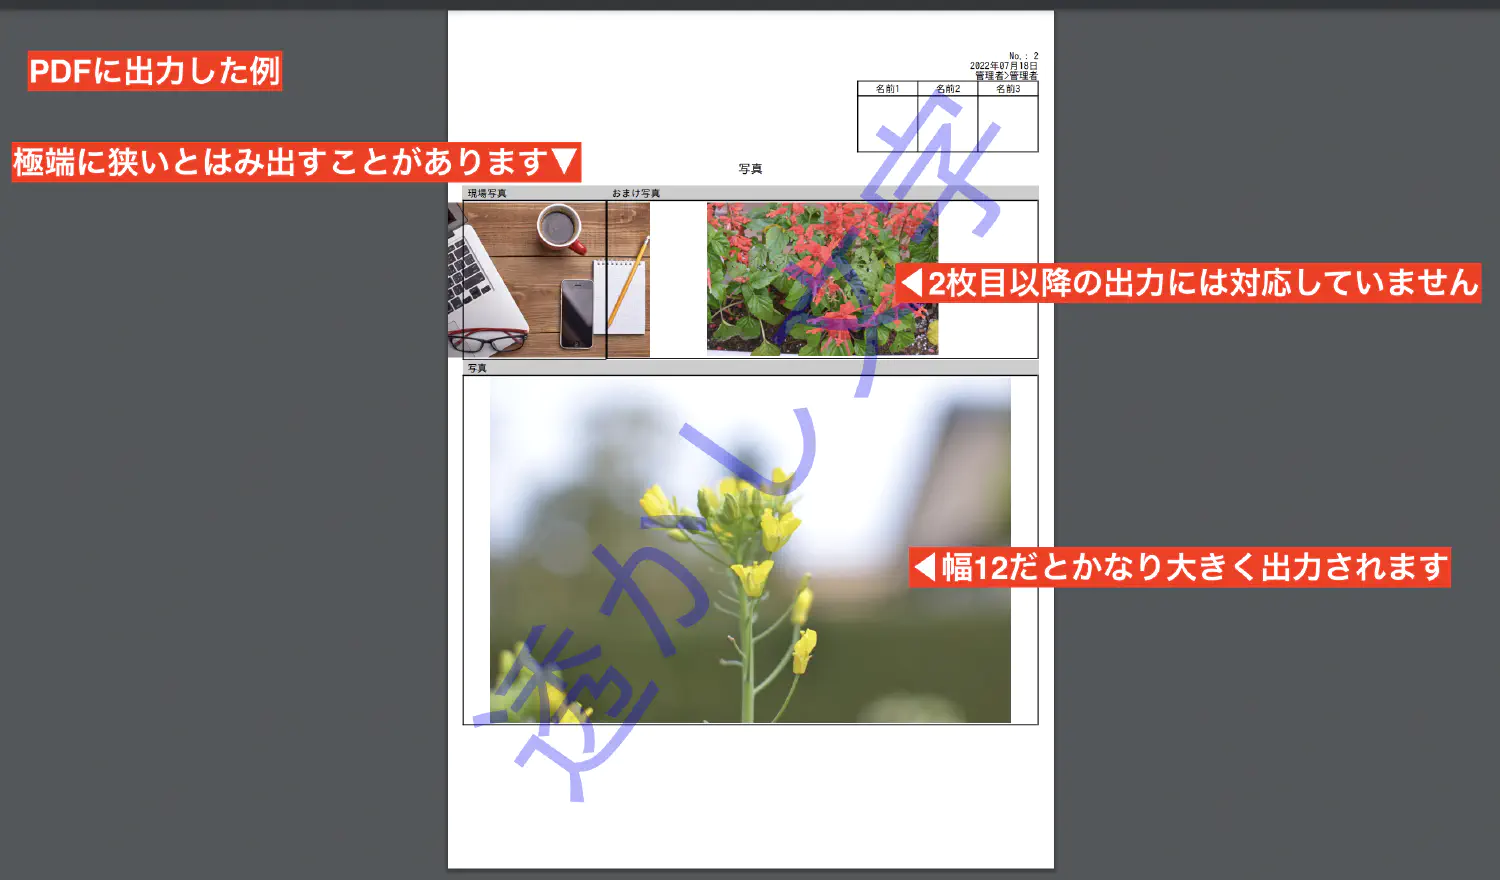 PDFに出力した例
No.: 2
2022年07月18日
管理者>管理者
名前1 名前2 名前3
極端に狭いとはみ出すことがあります▼
写真
現場写真 おまけ写真
◀2枚目以降の出力には対応していません
写真
◀幅12だとかなり大きく出力されます
透かし文字